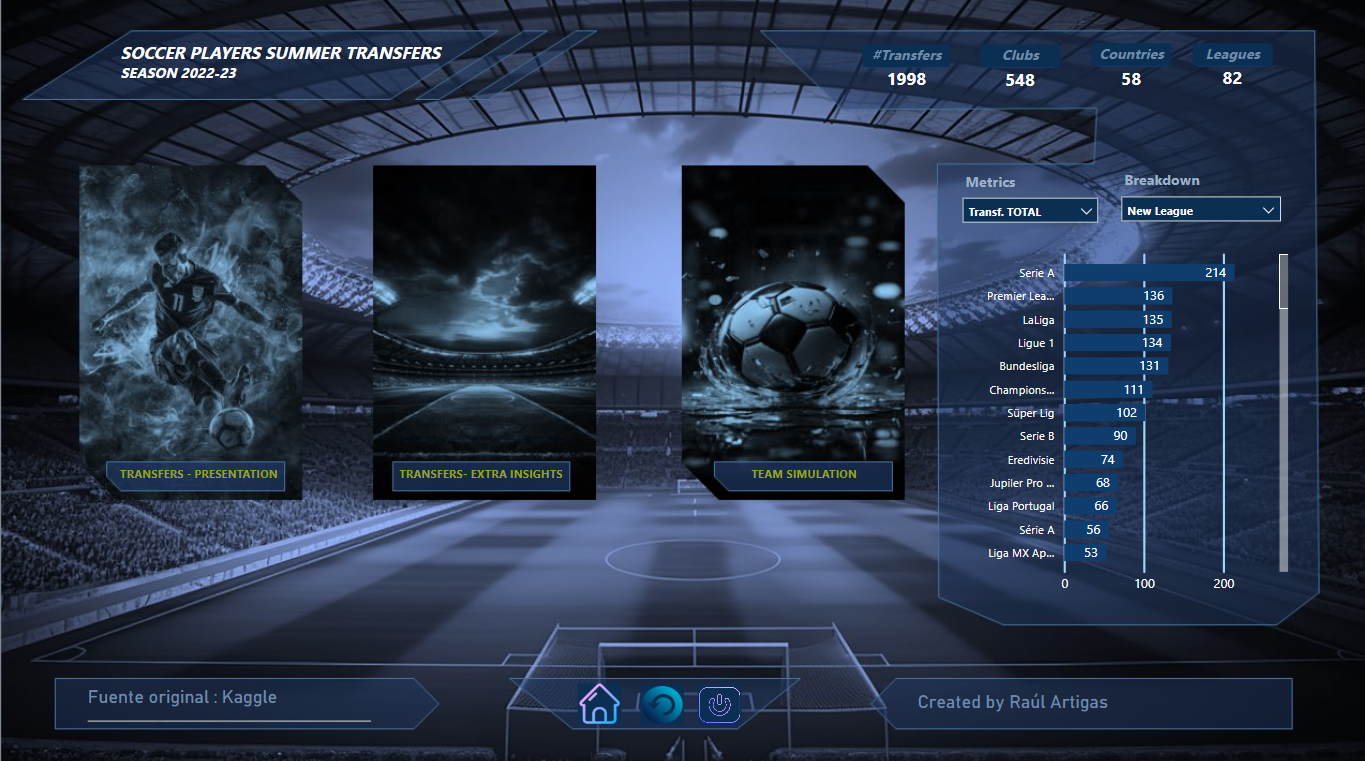 SOCCER PLAYERS SUMMER TRANSFERS
SEASON 2022-23
#Transfers Clubs Countries Leagues
1998 548 58 82
Metrics Breakdown
Transf. TOTAL New League
Serie A 214
Premier Lea... 136
LaLiga 135
Ligue 1 134
Bundesliga 131
Champions... 111
Süper Lig 102
Serie B 90
Eredivisie 74
Jupiler Pro ... 68
Liga Portugal 66
Série A 56
Liga MX Ap... 53
0 100 200
11
TRANSFERS - PRESENTATION
TRANSFERS- EXTRA INSIGHTS
TEAM SIMULATION
Fuente original : Kaggle
Created by Raúl Artigas